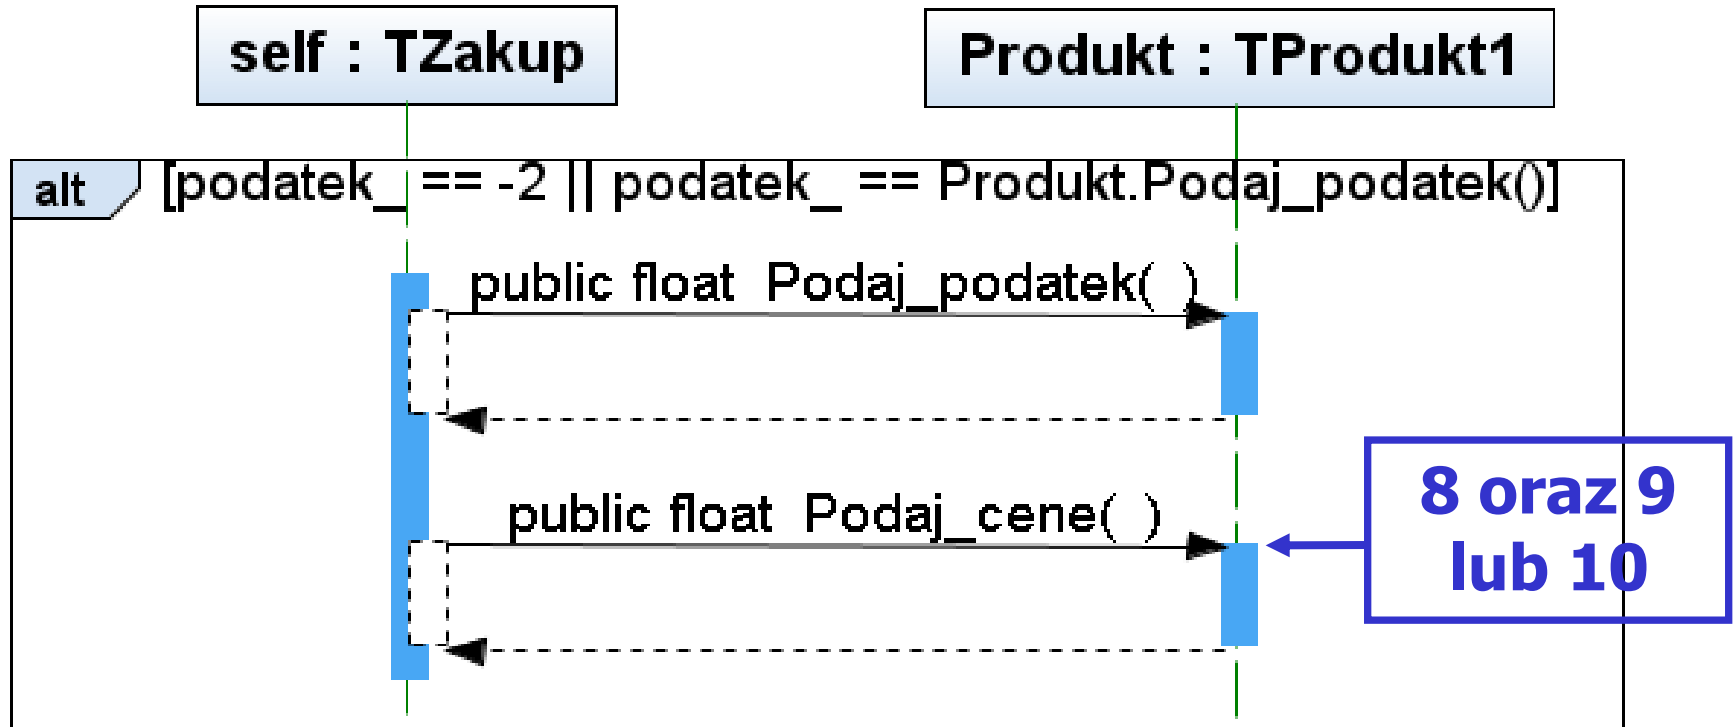 self : TZakup
Produkt : TProdukt1
alt
[podatek_ == -2 || podatek_ == Produkt.Podaj_podatek()]
public float Podaj_podatek( )
public float Podaj_cene( )
8 oraz 9
lub 10